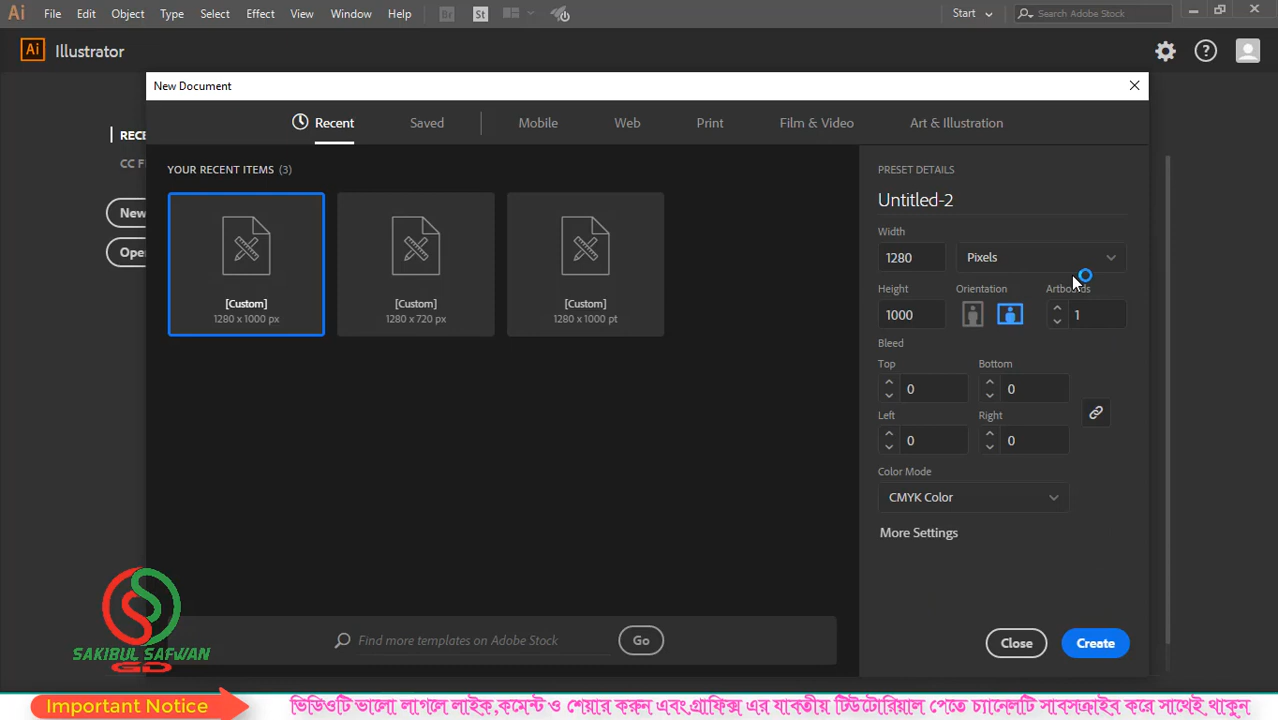 Ai File Edit Object Type Select Effect View Window Help Br St Start Search Adobe Stock
Ai Illustrator
New Document
Recent Saved Mobile Web Print Film & Video Art & Illustration
RECE
CC F
New
Ope
YOUR RECENT ITEMS (3)
[Custom]
1280 x 1000 px
[Custom]
1280 x 720 px
[Custom]
1280 x 1000 pt
PRESET DETAILS
Untitled-2
Width
1280 Pixels
Height Orientation Artboards
1000 1
Bleed
Top Bottom
0 0
Left Right
0 0
Color Mode
CMYK Color
More Settings
Find more templates on Adobe Stock Go
Close Create
SAKIBUL SAFWAN
GD
Important Notice ভিডিওটি ভালো লাগলে লাইক,কমেন্ট ও শেয়ার করুন এবং গ্রাফিক্স এর যাবতীয় টিউটোরিয়াল পেতে চ্যানেলটি সাবসক্রাইব করে সাথেই থাকুন